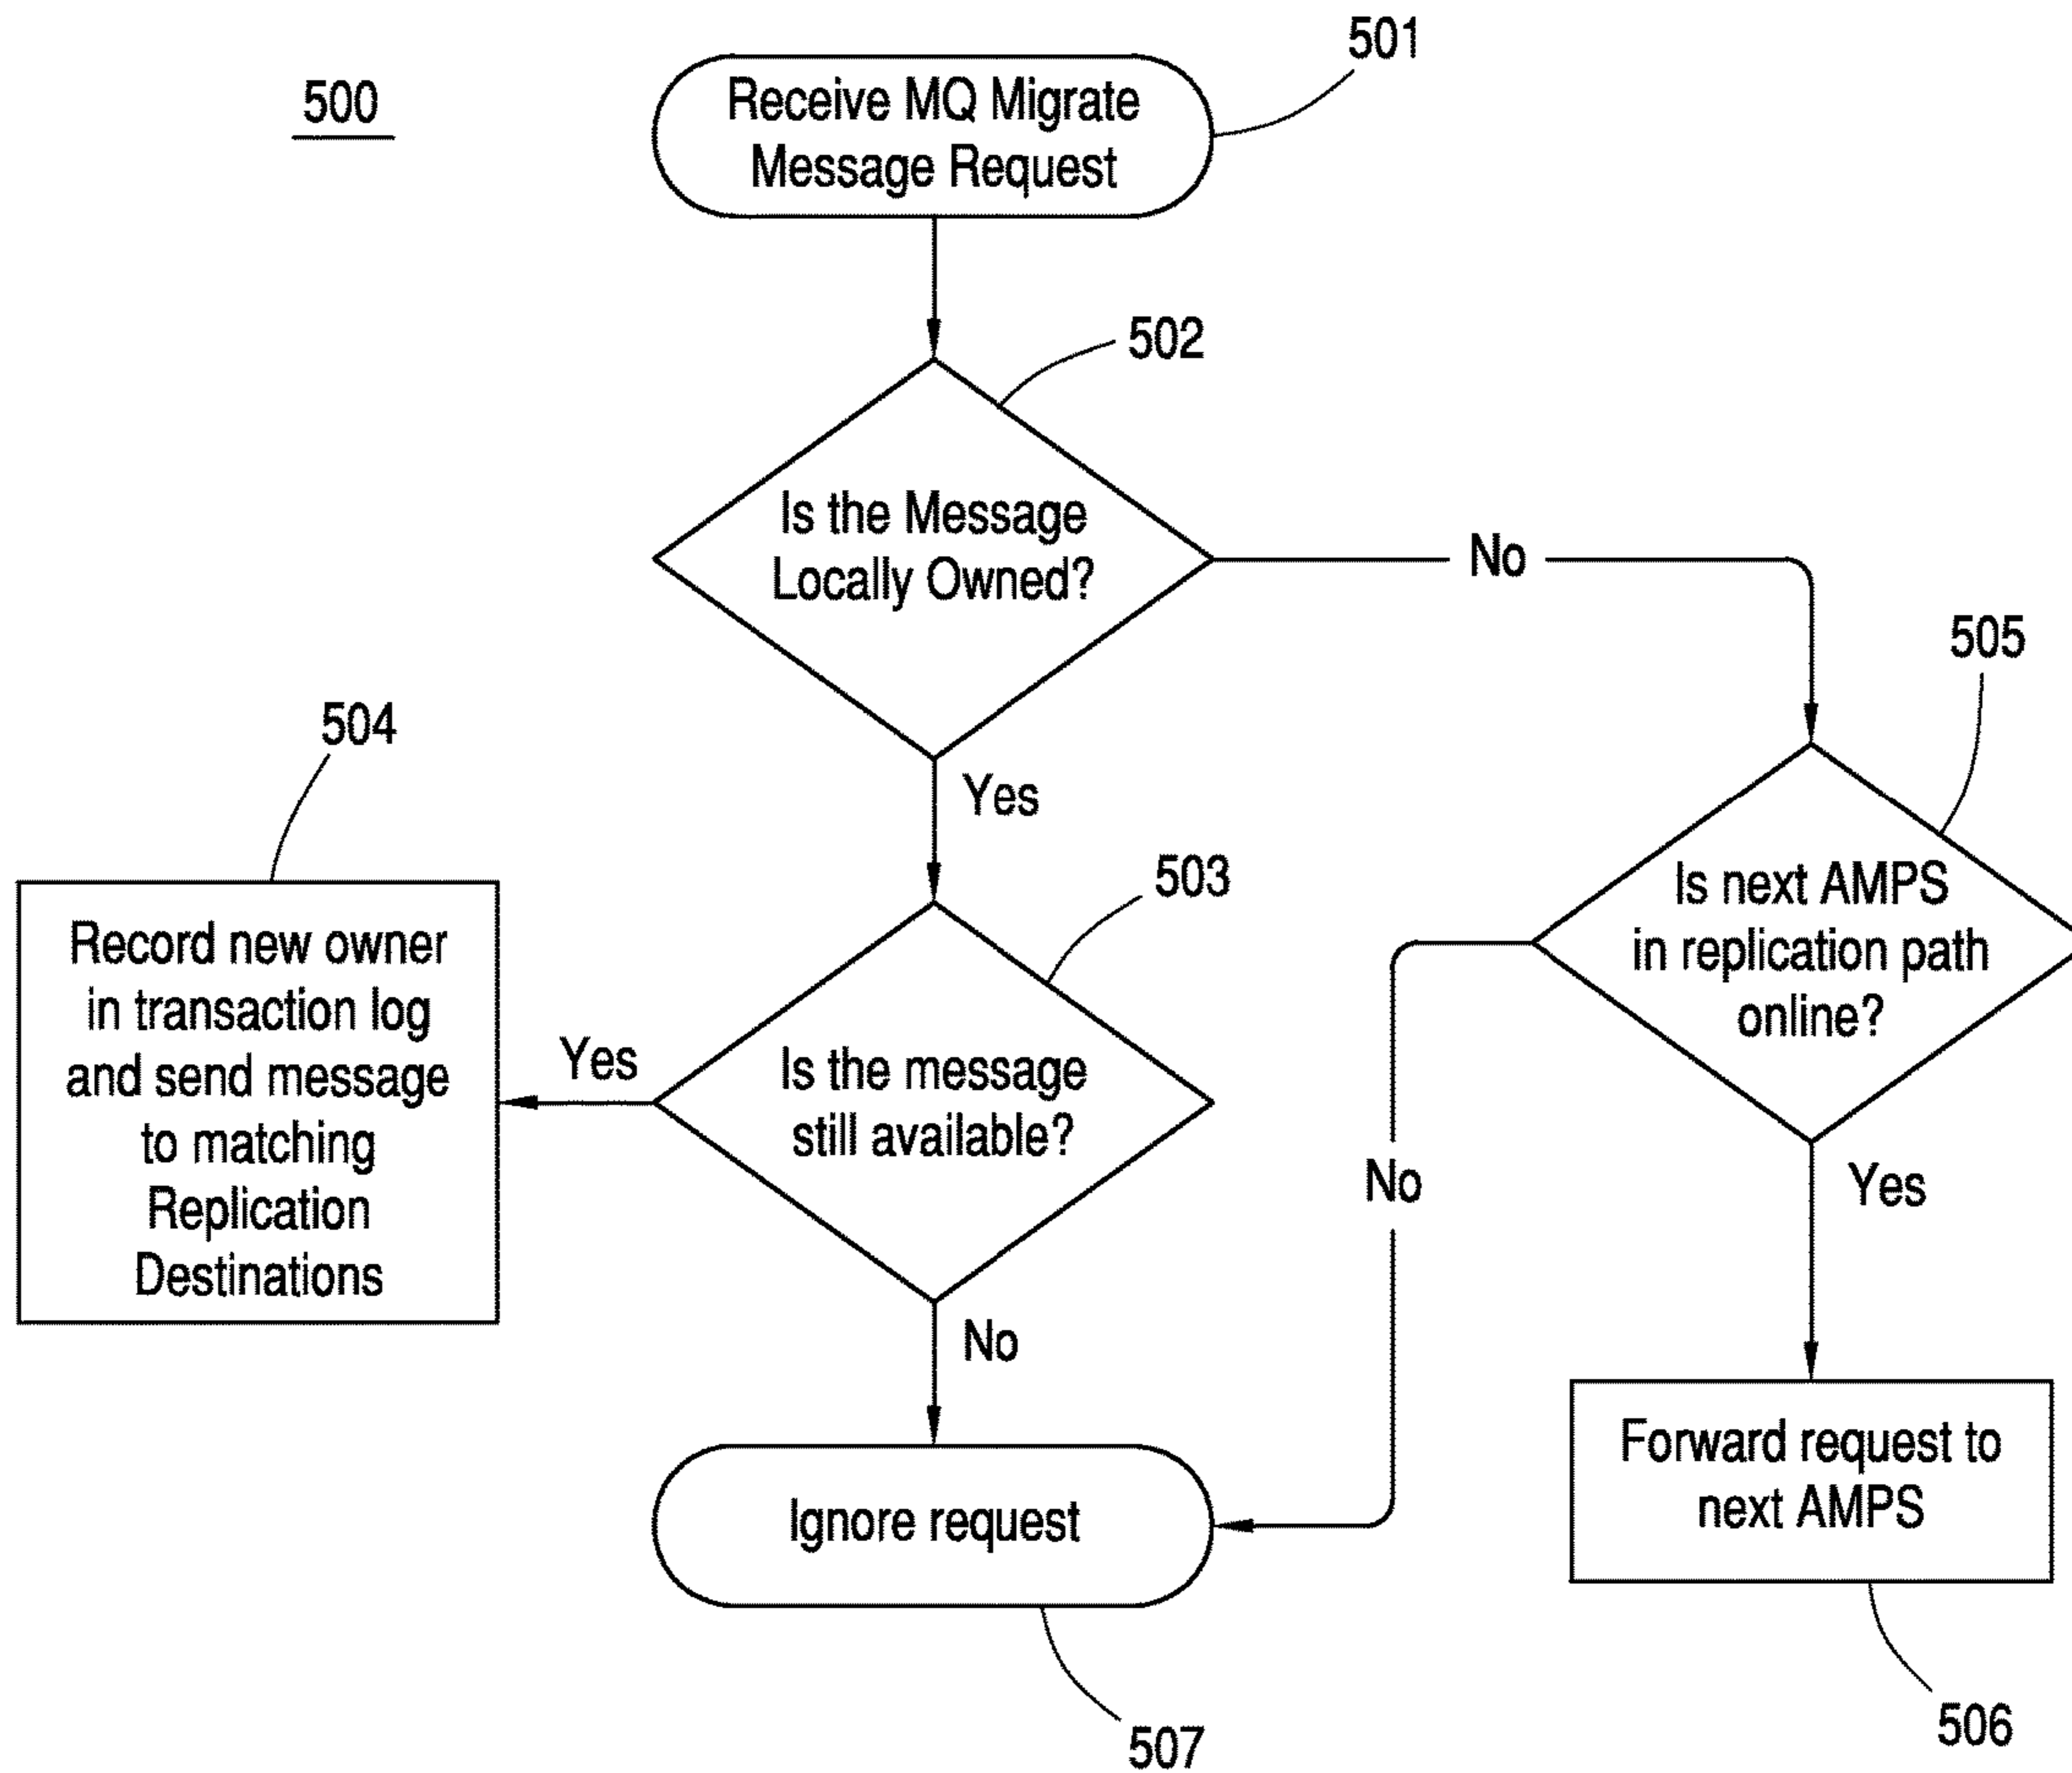 500
501
Receive MQ Migrate
Message Request
502
Is the Message
Locally Owned?
No
505
504
Yes
503
Is next AMPS
in replication path
online?
Record new owner
in transaction log
and send message
to matching
Replication
Destinations
Yes
Is the message
still available?
No
Yes
No
Ignore request
Forward request to
next AMPS
507
506